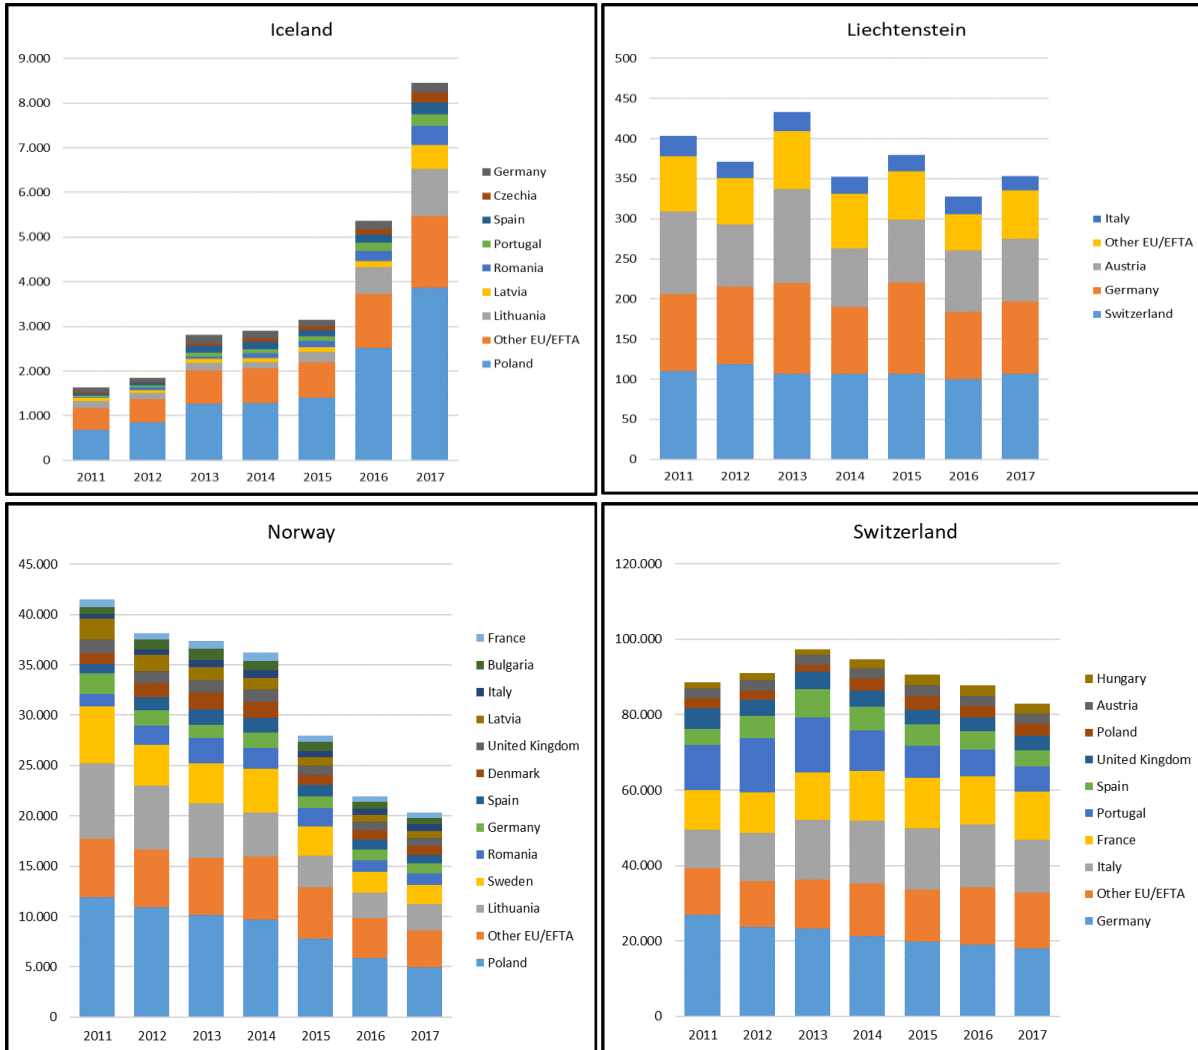 Iceland
9.000
8.000
7.000
6.000
5.000
4.000
3.000
2.000
1.000
0
2011 2012 2013 2014 2015 2016 2017
Germany
Czechia
Spain
Portugal
Romania
Latvia
Lithuania
Other EU/EFTA
Poland
Liechtenstein
500
450
400
350
300
250
200
150
100
50
0
2011 2012 2013 2014 2015 2016 2017
Italy
Other EU/EFTA
Austria
Germany
Switzerland
Norway
45.000
40.000
35.000
30.000
25.000
20.000
15.000
10.000
5.000
0
2011 2012 2013 2014 2015 2016 2017
France
Bulgaria
Italy
Latvia
United Kingdom
Denmark
Spain
Germany
Romania
Sweden
Lithuania
Other EU/EFTA
Poland
Switzerland
120.000
100.000
80.000
60.000
40.000
20.000
0
2011 2012 2013 2014 2015 2016 2017
Hungary
Austria
Poland
United Kingdom
Spain
Portugal
France
Italy
Other EU/EFTA
Germany